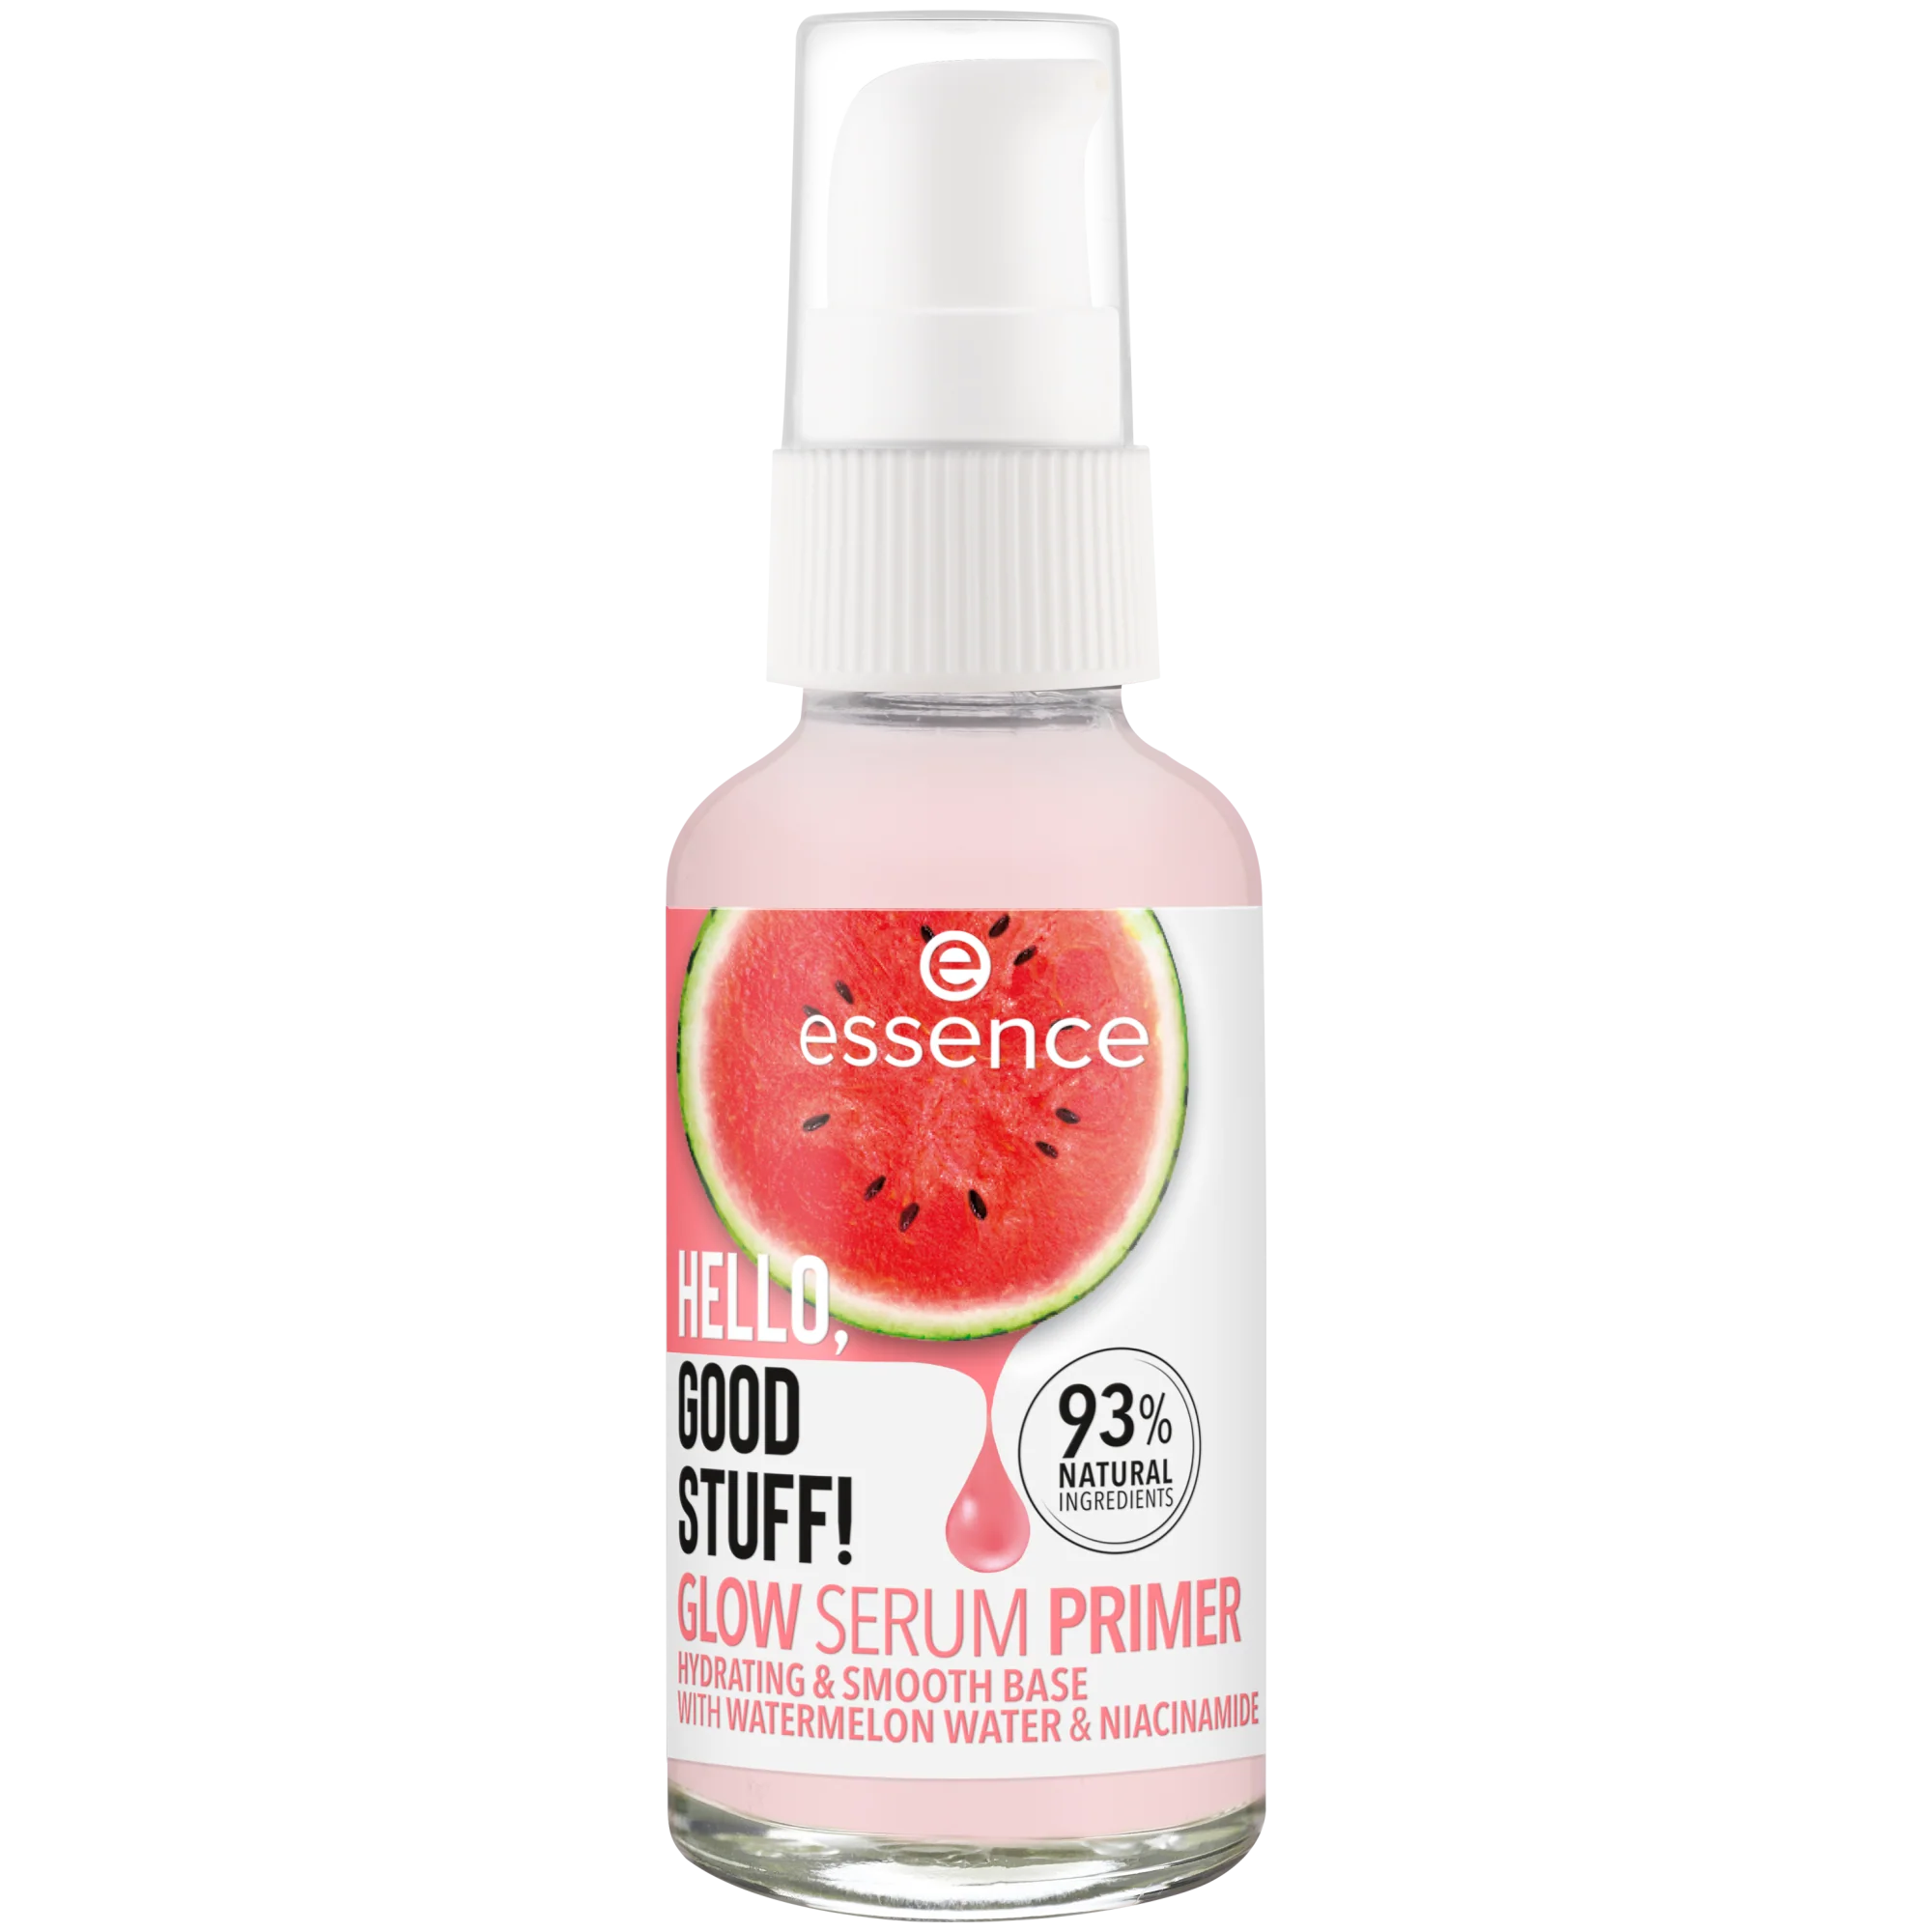 e
essence
HELLO,
GOOD
STUFF!
93%
NATURAL
INGREDIENTS
GLOW SERUM PRIMER
HYDRATING & SMOOTH BASE
WITH WATERMELON WATER & NIACINAMIDE